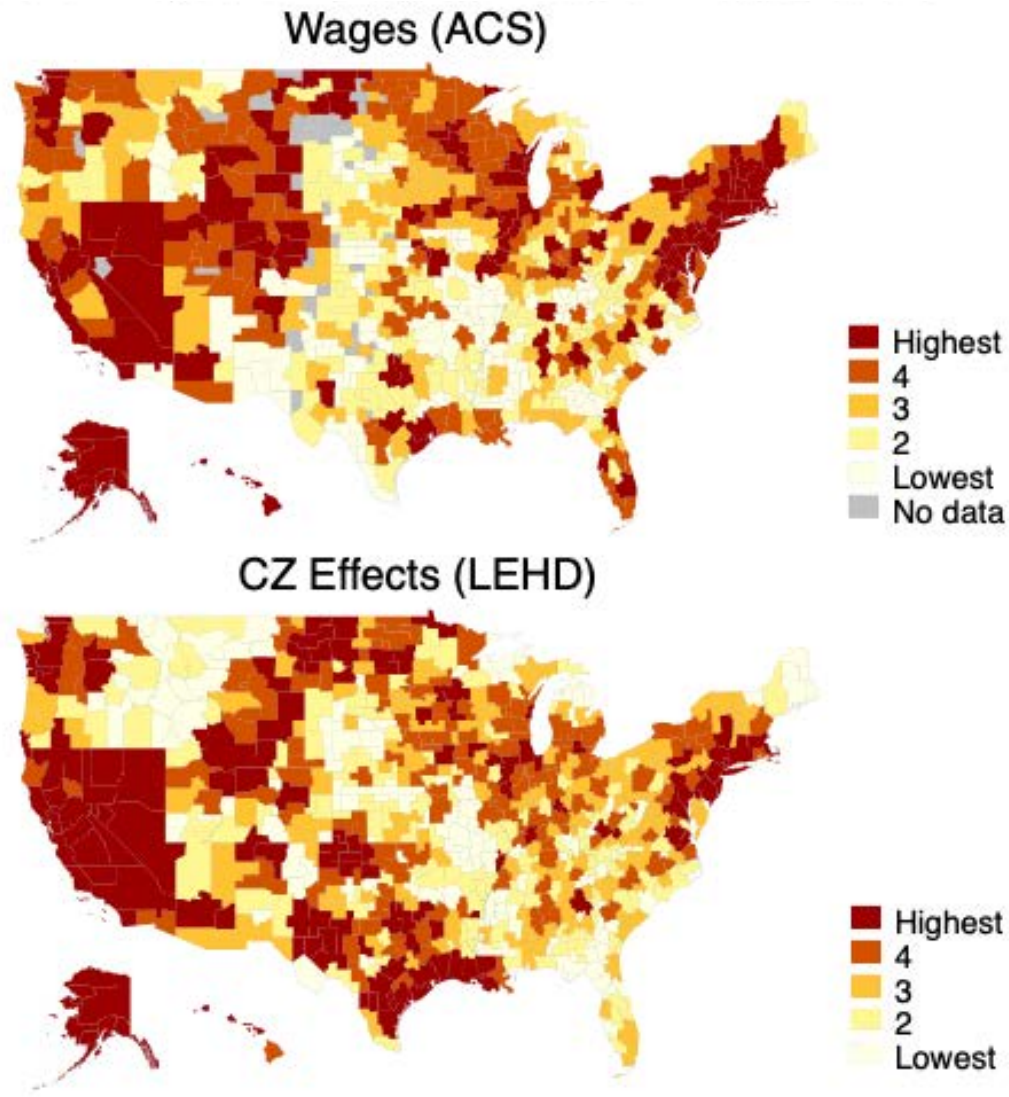 Wages (ACS)
Highest
4
3
2
Lowest
No data
CZ Effects (LEHD)
Highest
4
3
2
Lowest